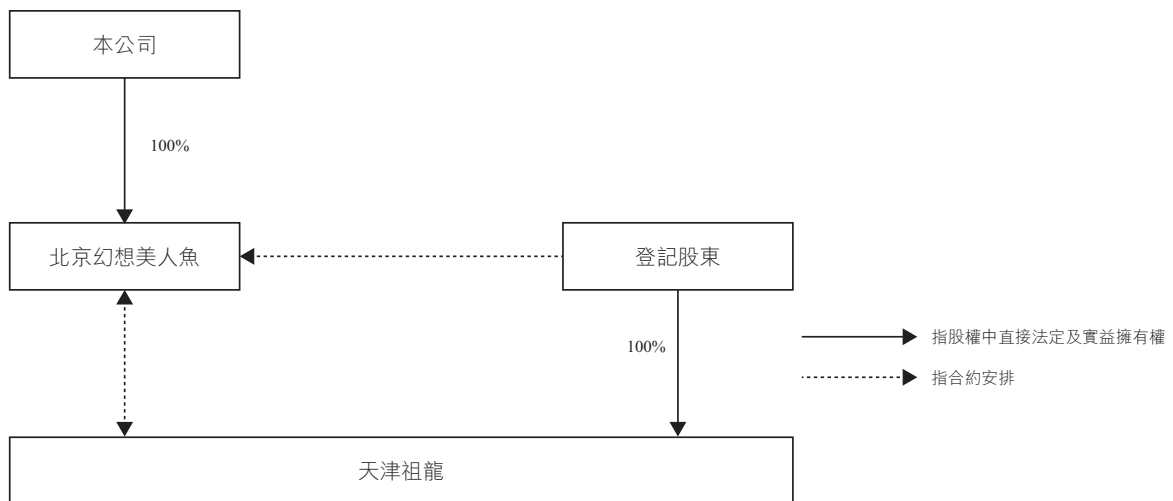 本公司
100%
北京幻想美人魚
登記股東
100%
指股權中直接法定及實益擁有權
指合約安排
天津祖龍